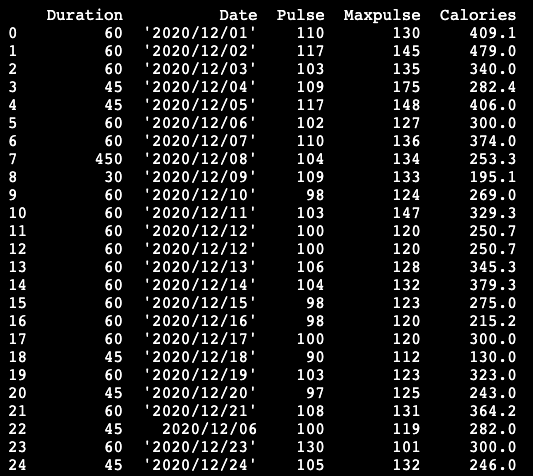 Duration Date Pulse Maxpulse Calories
0 60 '2020/12/01' 110 130 409.1
1 60 '2020/12/02' 117 145 479.0
2 60 '2020/12/03' 103 135 340.0
3 45 '2020/12/04' 109 175 282.4
4 45 '2020/12/05' 117 148 406.0
5 60 '2020/12/06' 102 127 300.0
6 60 '2020/12/07' 110 136 374.0
7 450 '2020/12/08' 104 134 253.3
8 30 '2020/12/09' 109 133 195.1
9 60 '2020/12/10' 98 124 269.0
10 60 '2020/12/11' 103 147 329.3
11 60 '2020/12/12' 100 120 250.7
12 60 '2020/12/12' 100 120 250.7
13 60 '2020/12/13' 106 128 345.3
14 60 '2020/12/14' 104 132 379.3
15 60 '2020/12/15' 98 123 275.0
16 60 '2020/12/16' 98 120 215.2
17 60 '2020/12/17' 100 120 300.0
18 45 '2020/12/18' 90 112 130.0
19 60 '2020/12/19' 103 123 323.0
20 45 '2020/12/20' 97 125 243.0
21 60 '2020/12/21' 108 131 364.2
22 45 2020/12/06 100 119 282.0
23 60 '2020/12/23' 130 101 300.0
24 45 '2020/12/24' 105 132 246.0